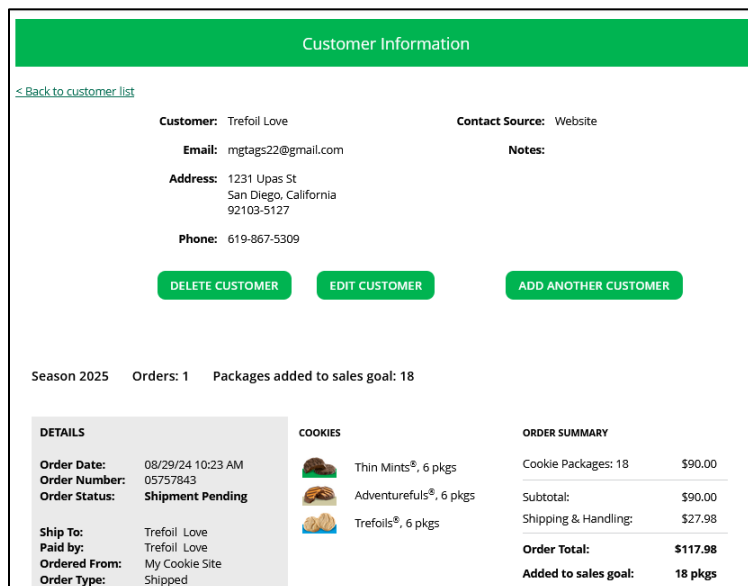 Customer Information
< Back to customer list
Customer: Trefoil Love
Contact Source: Website
Email: mgtags22@gmail.com
Notes:
Address: 1231 Upas St
San Diego, California
92103-5127
Phone: 619-867-5309
DELETE CUSTOMER
EDIT CUSTOMER
ADD ANOTHER CUSTOMER
Season 2025 Orders: 1 Packages added to sales goal: 18
DETAILS
Order Date: 08/29/24 10:23 AM
Order Number: 05757843
Order Status: Shipment Pending
Ship To: Trefoil Love
Paid by: Trefoil Love
Ordered From: My Cookie Site
Order Type: Shipped
COOKIES
Thin Mints®, 6 pkgs
Adventurefuls®, 6 pkgs
Trefoils®, 6 pkgs
ORDER SUMMARY
Cookie Packages: 18 $90.00
Subtotal: $90.00
Shipping & Handling: $27.98
Order Total: $117.98
Added to sales goal: 18 pkgs